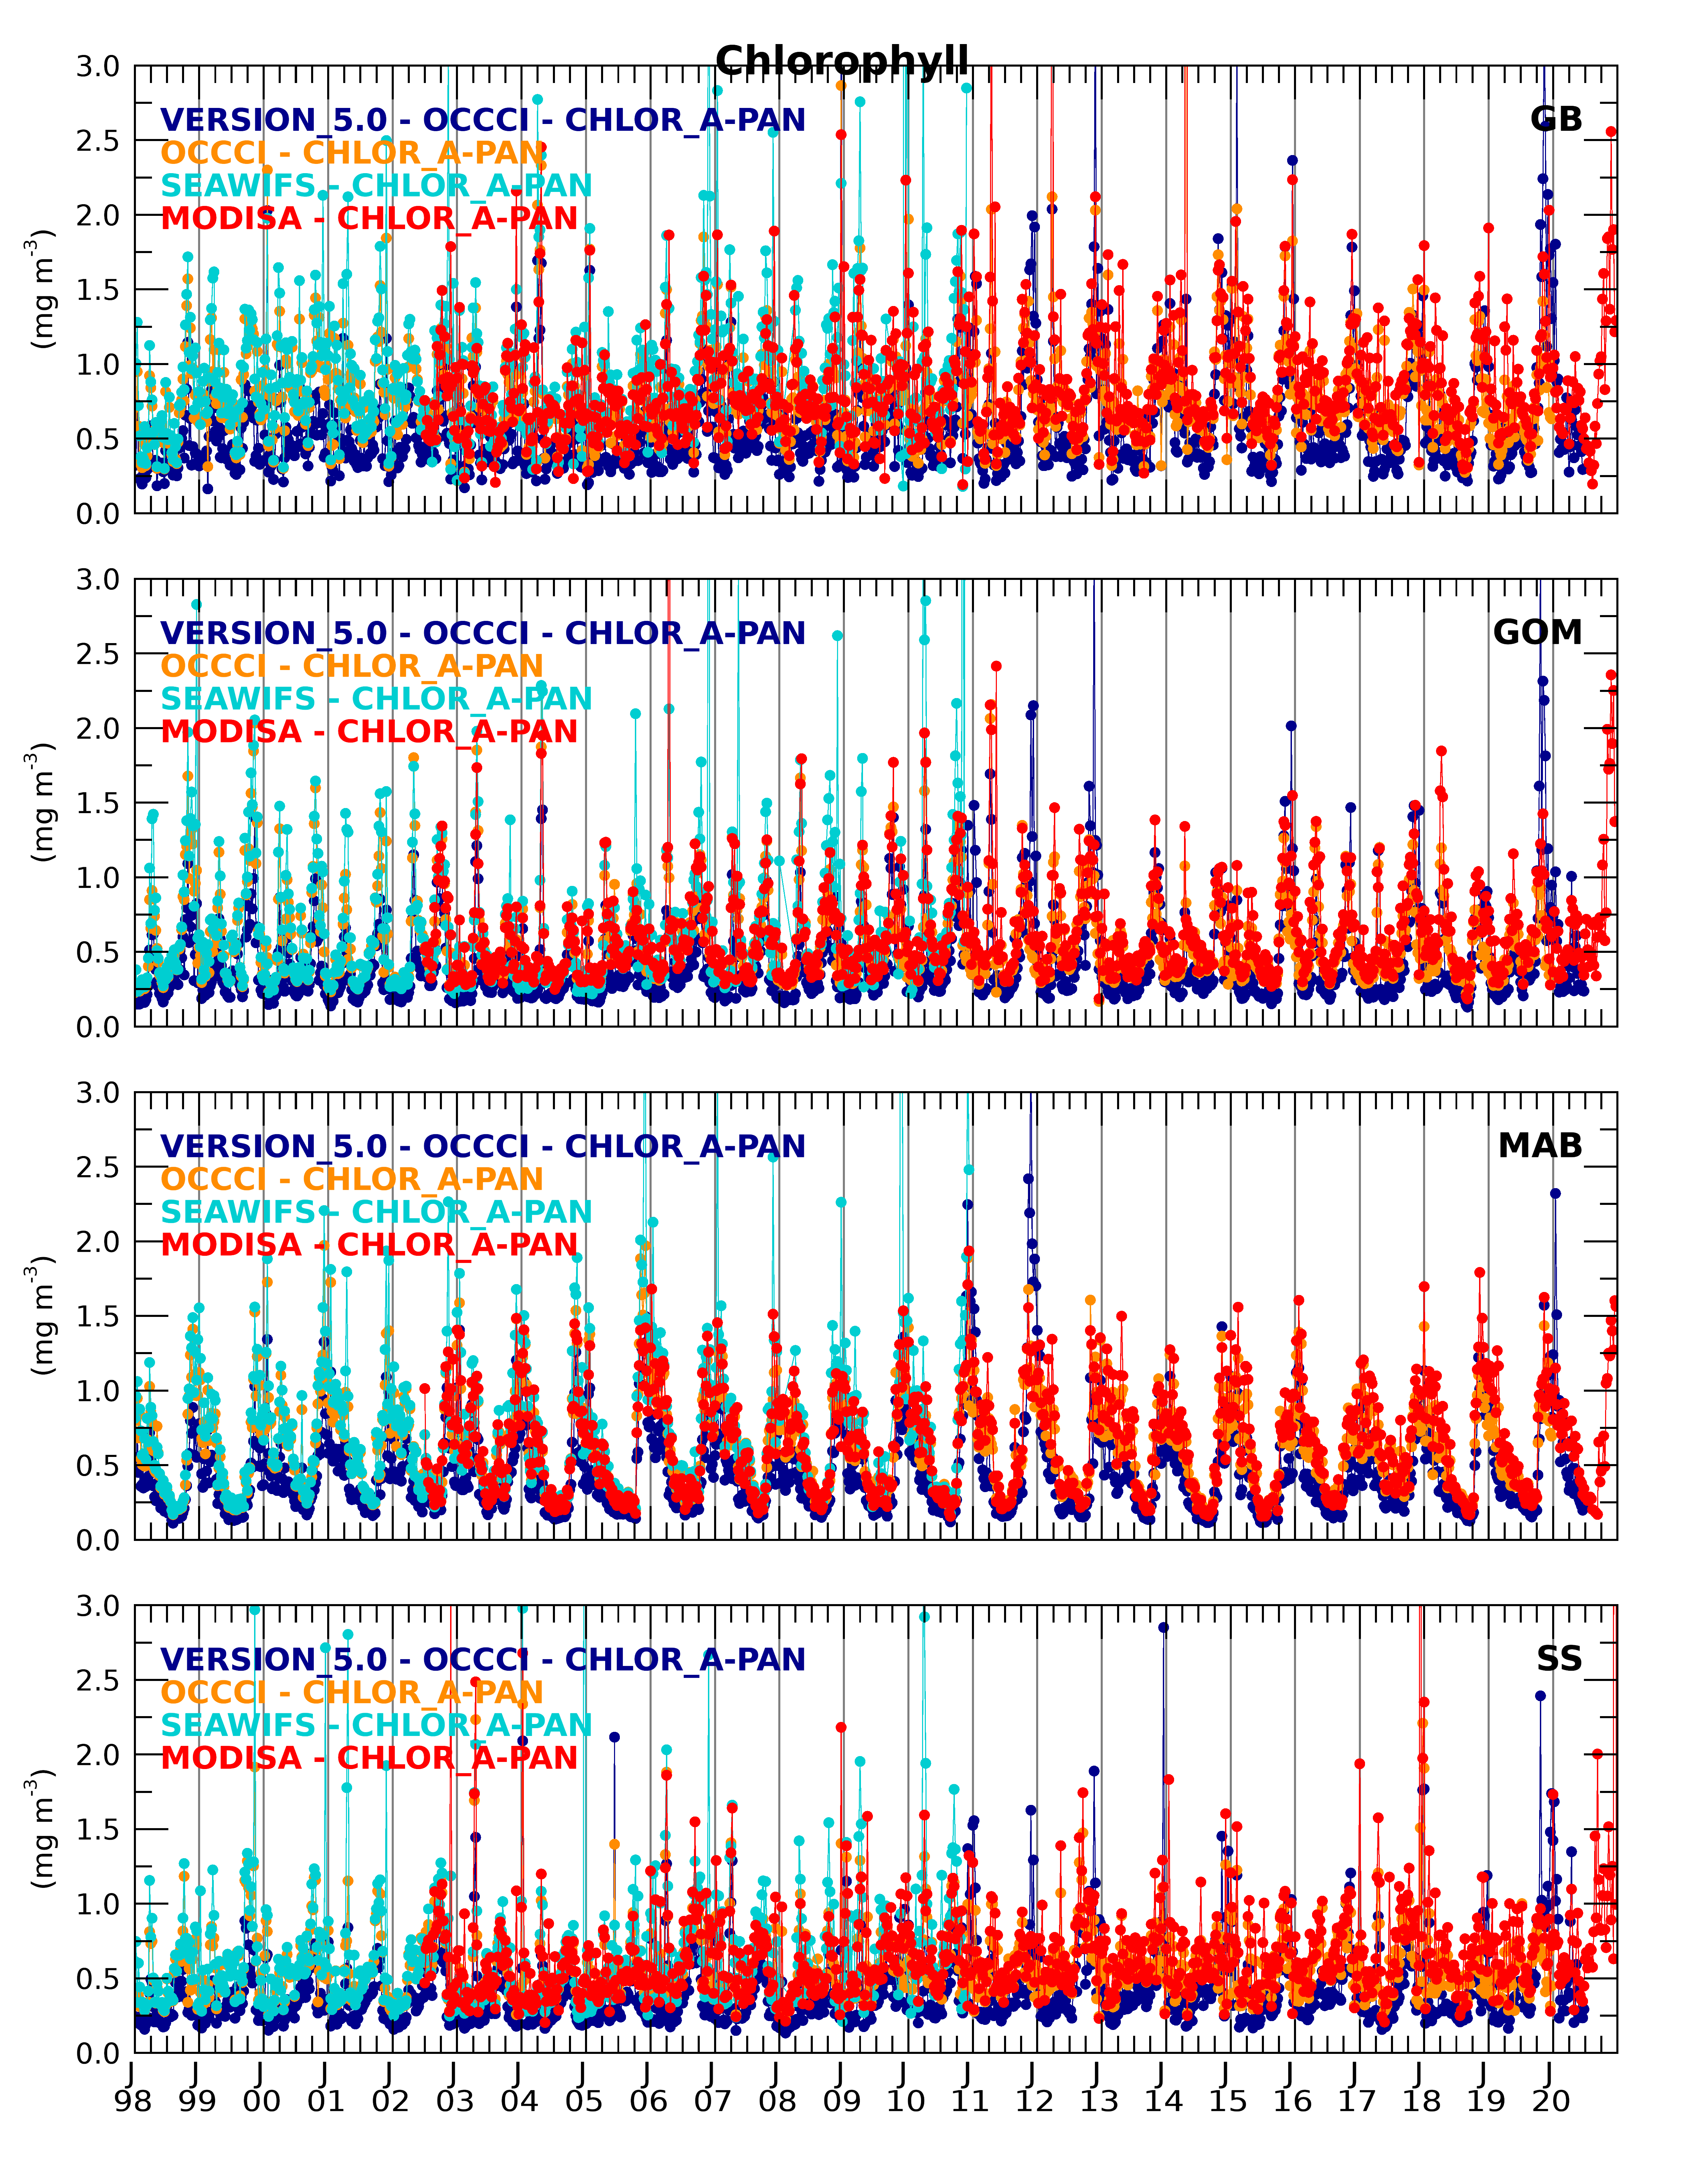 Chlorophyll
3.0
2.5
2.0
1.5
1.0
0.5
0.0
(mg m-3)
VERSION_5.0 - OCCCI - CHLOR_A-PAN
OCCCI - CHLOR_A-PAN
SEAWIFS - CHLOR_A-PAN
MODISA - CHLOR_A-PAN
GB
3.0
2.5
2.0
1.5
1.0
0.5
0.0
(mg m-3)
VERSION_5.0 - OCCCI - CHLOR_A-PAN
OCCCI - CHLOR_A-PAN
SEAWIFS - CHLOR_A-PAN
MODISA - CHLOR_A-PAN
GOM
3.0
2.5
2.0
1.5
1.0
0.5
0.0
(mg m-3)
VERSION_5.0 - OCCCI - CHLOR_A-PAN
OCCCI - CHLOR_A-PAN
SEAWIFS - CHLOR_A-PAN
MODISA - CHLOR_A-PAN
MAB
3.0
2.5
2.0
1.5
1.0
0.5
0.0
(mg m-3)
VERSION_5.0 - OCCCI - CHLOR_A-PAN
OCCCI - CHLOR_A-PAN
SEAWIFS - CHLOR_A-PAN
MODISA - CHLOR_A-PAN
SS
J J J J J J J J J J J J J J J J J J J J J J J
98 99 00 01 02 03 04 05 06 07 08 09 10 11 12 13 14 15 16 17 18 19 20